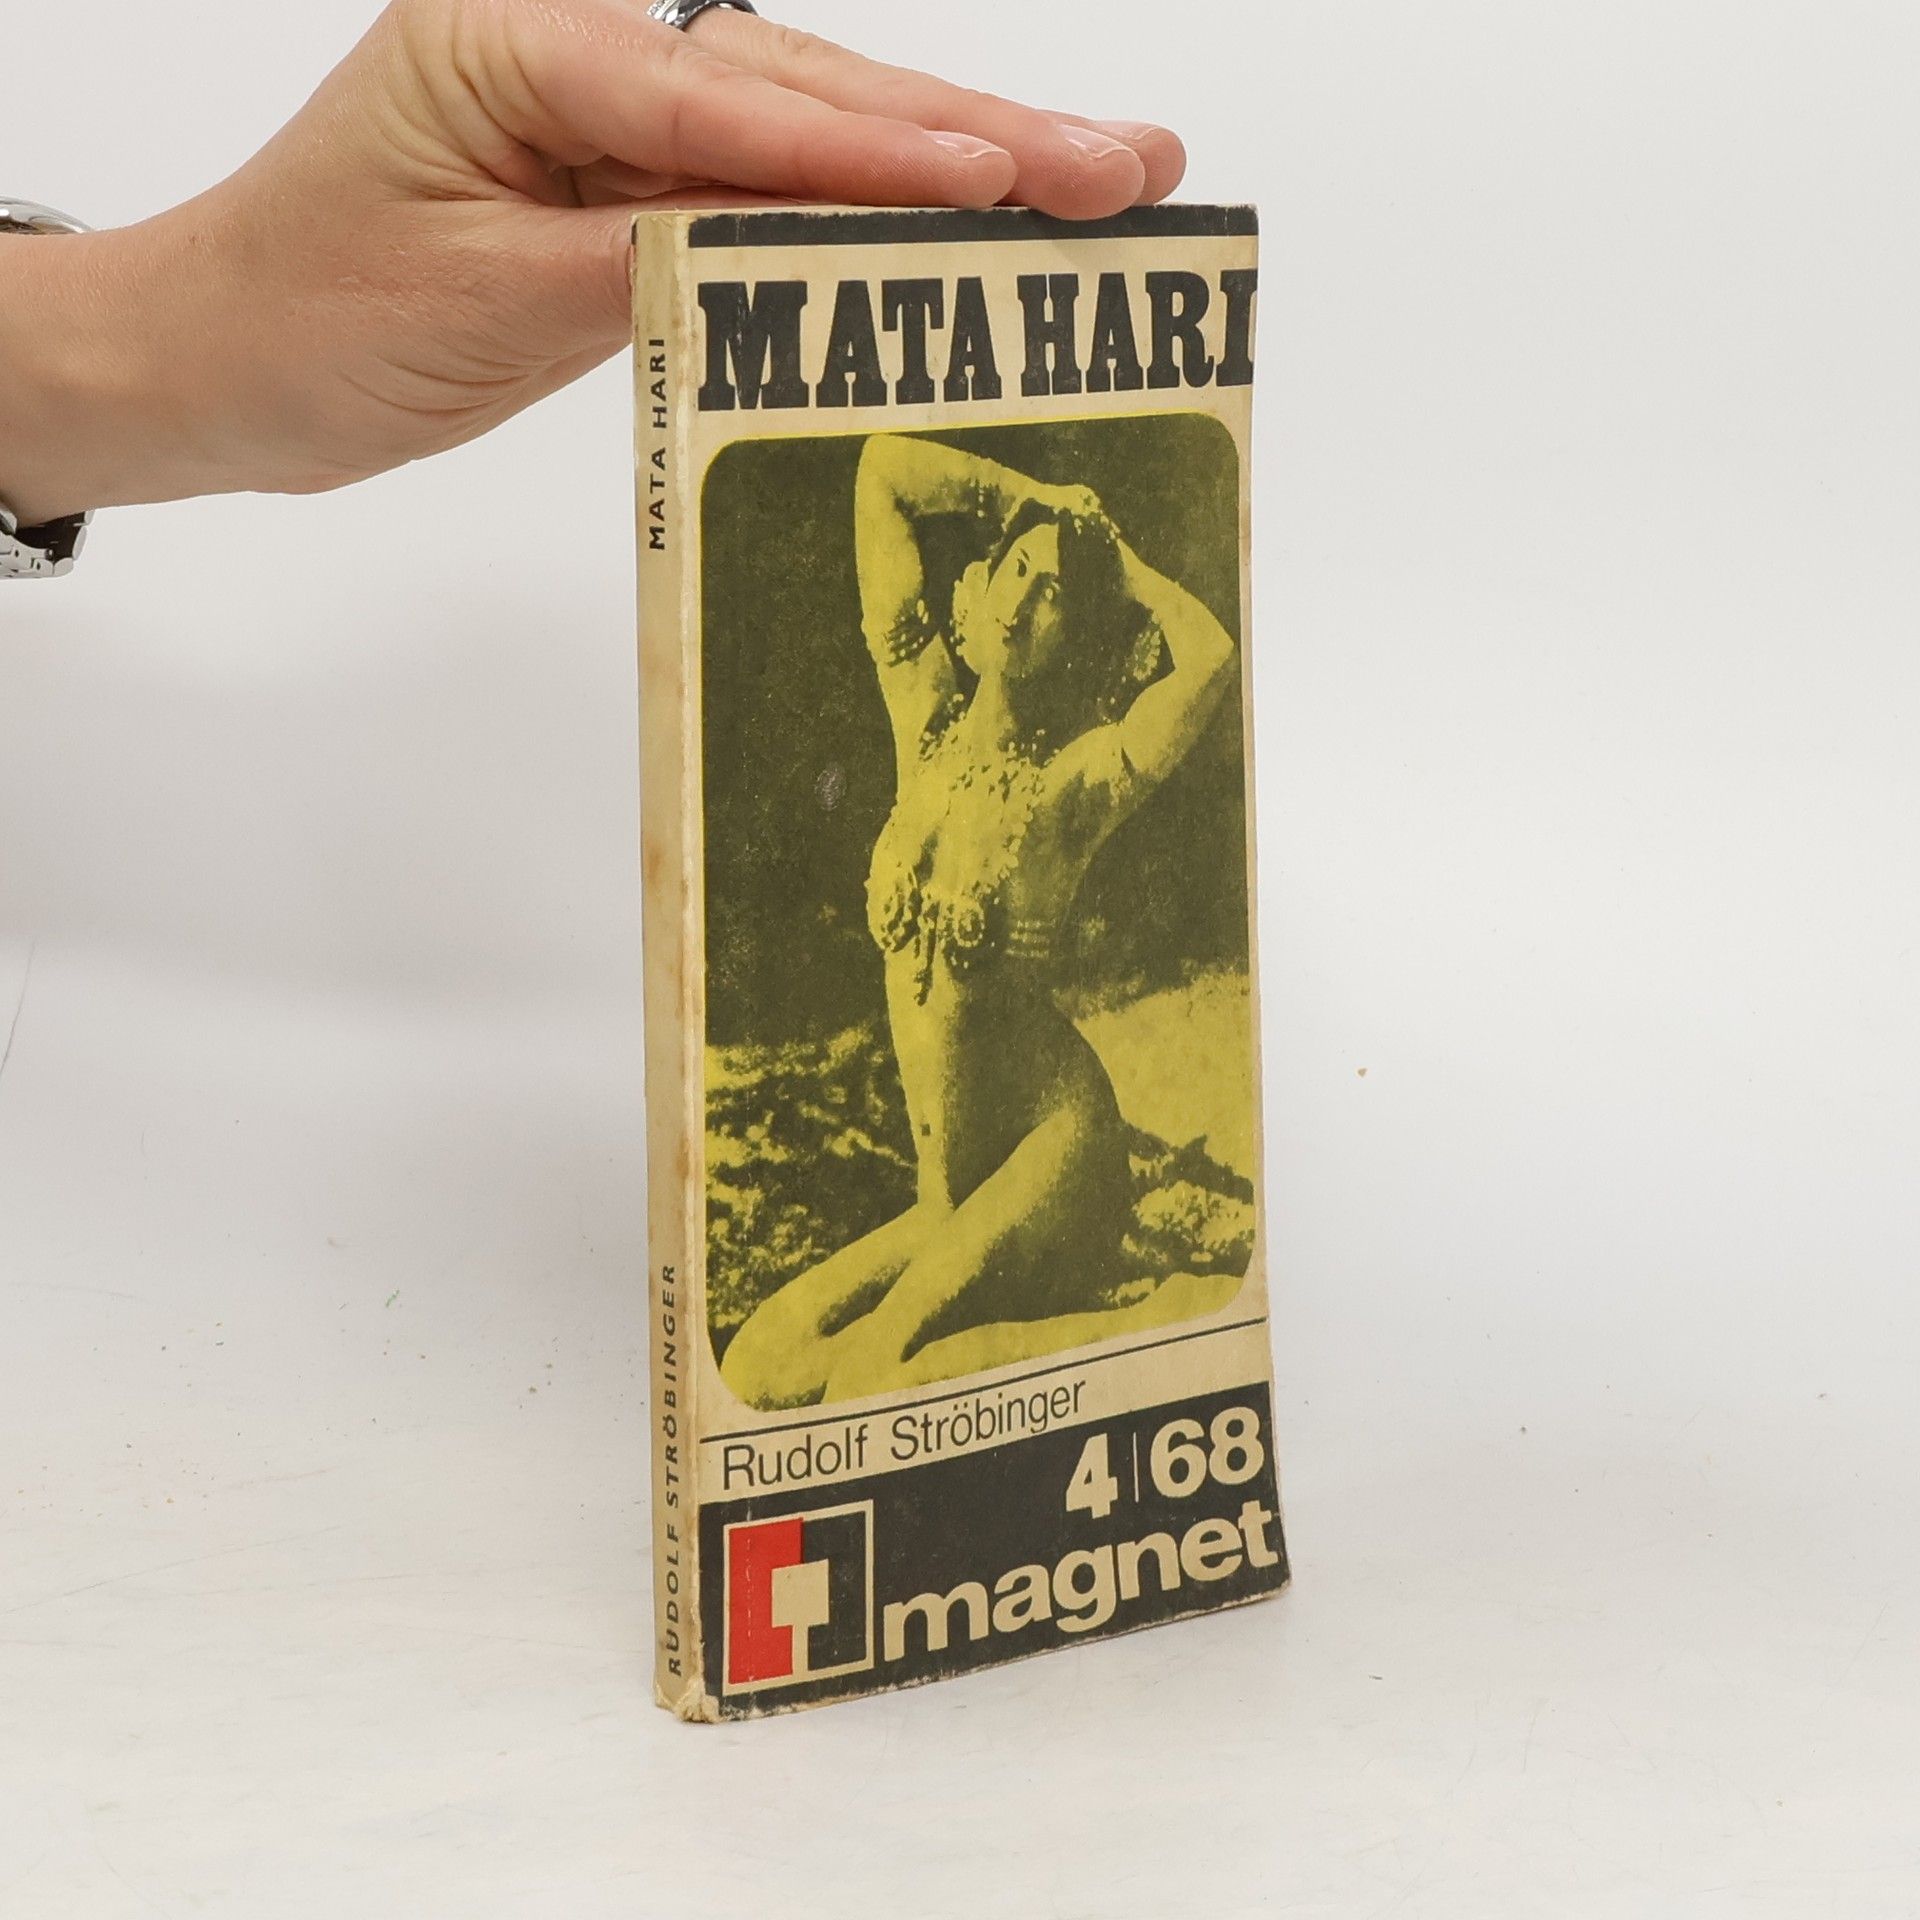 MATA HARI
MATA HARI
RUDOLF STRÖBINGER
Rudolf Ströbinger
4|68
magnet